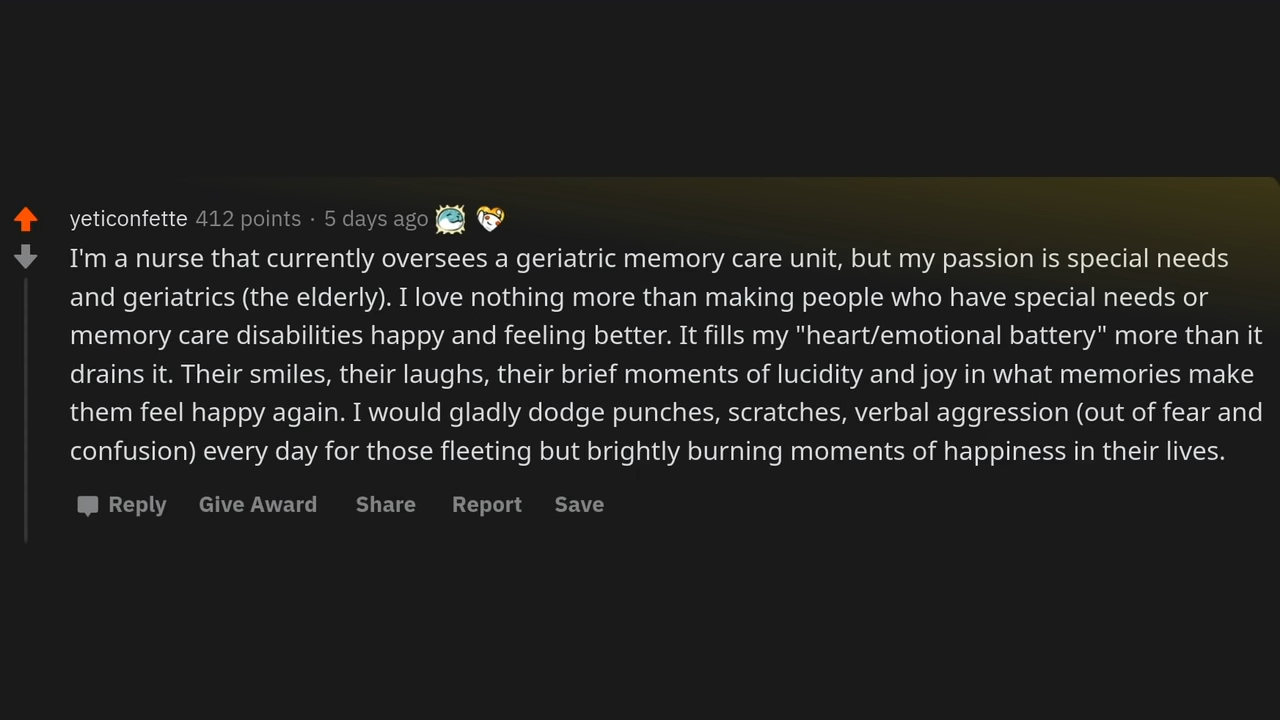 yeticonfette 412 points · 5 days ago
I'm a nurse that currently oversees a geriatric memory care unit, but my passion is special needs
and geriatrics (the elderly). I love nothing more than making people who have special needs or
memory care disabilities happy and feeling better. It fills my "heart/emotional battery" more than it
drains it. Their smiles, their laughs, their brief moments of lucidity and joy in what memories make
them feel happy again. I would gladly dodge punches, scratches, verbal aggression (out of fear and
confusion) every day for those fleeting but brightly burning moments of happiness in their lives.
Reply Give Award Share Report Save